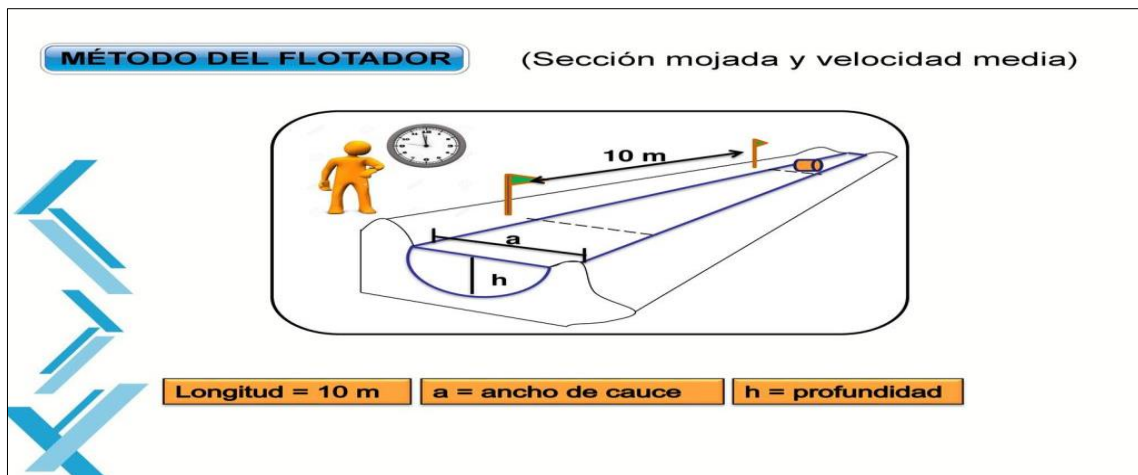 MÉTODO DEL FLOTADOR (Sección mojada y velocidad media)
10 m
a
h
Longitud = 10 m a = ancho de cauce h = profundidad